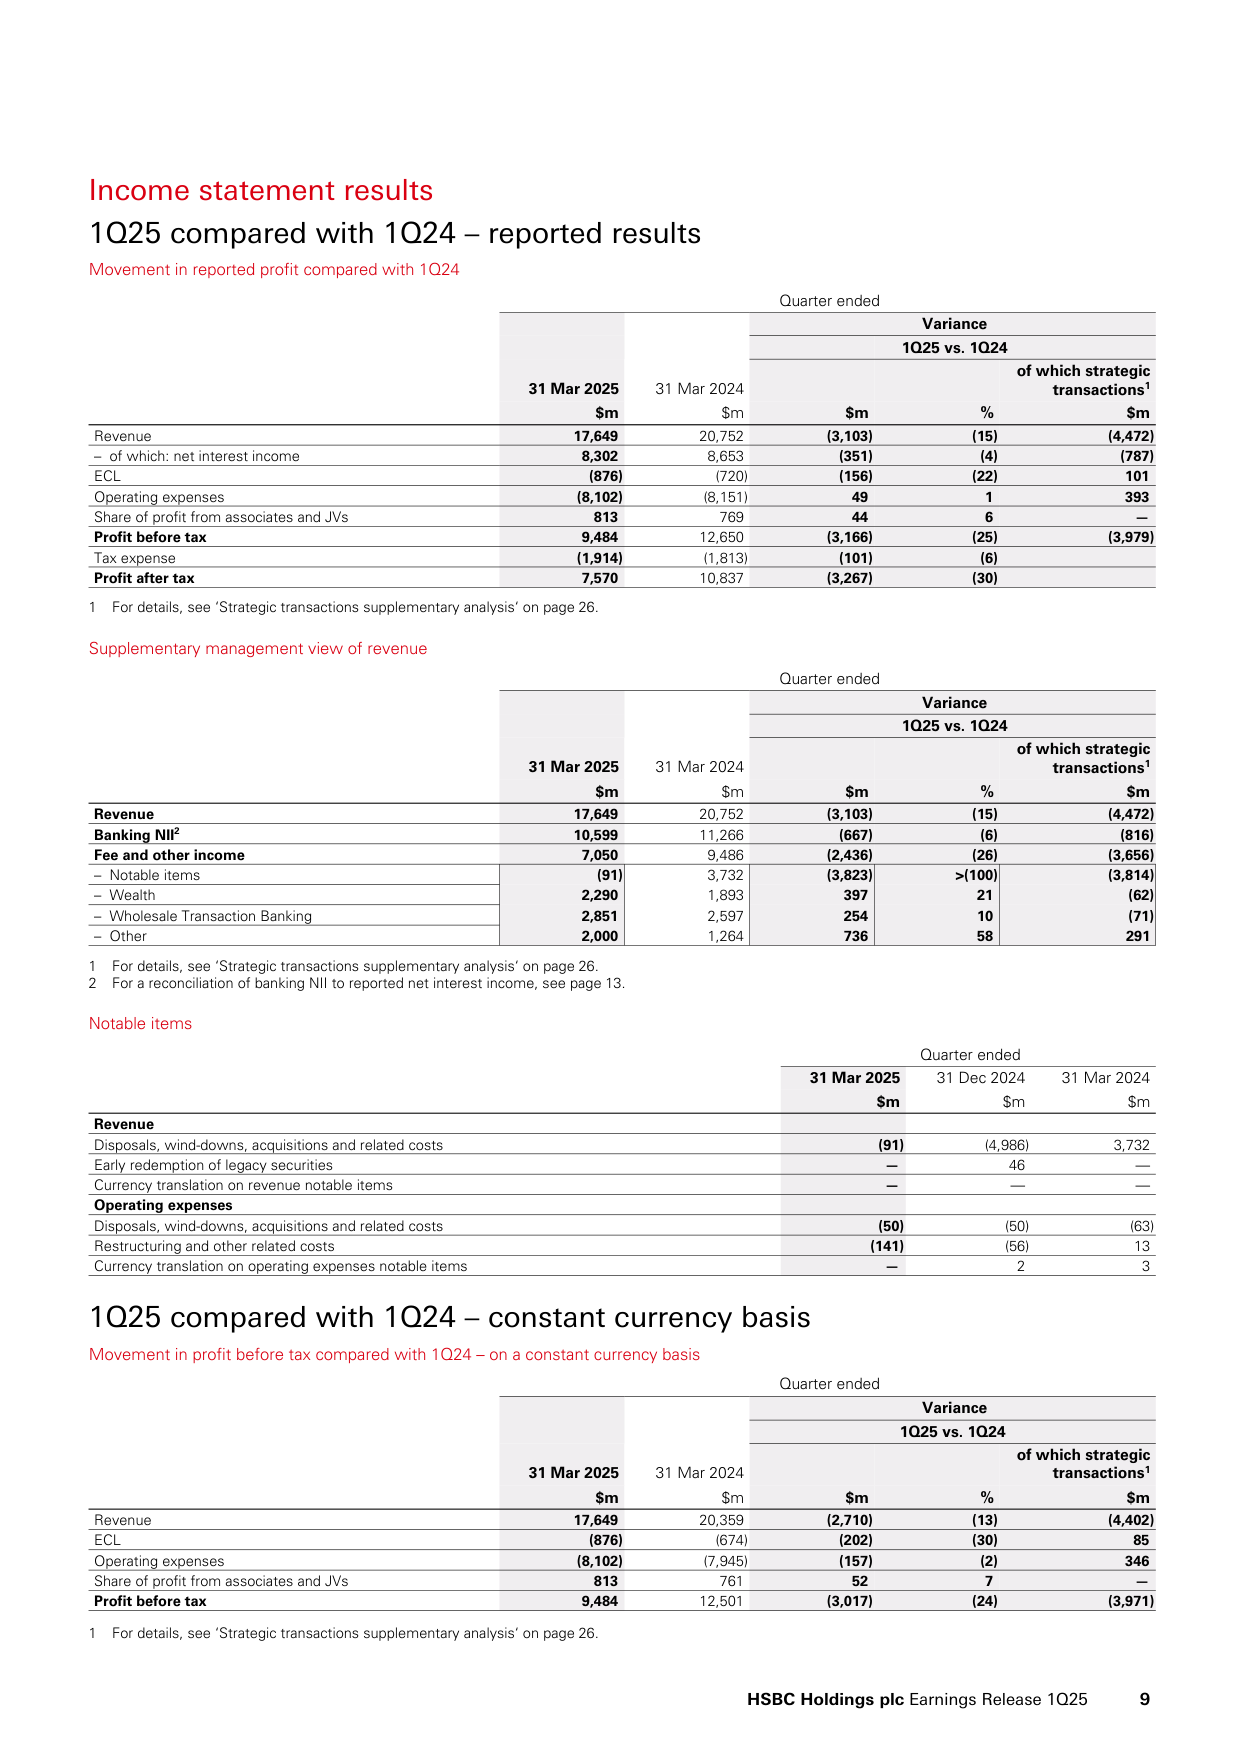 Income statement results
1Q25 compared with 1Q24 – reported results
Movement in reported profit compared with 1Q24
Quarter ended
Variance
1Q25 vs. 1Q24
31 Mar 2025 31 Mar 2024 of which strategic transactions1
$m $m $m % $m
Revenue 17,649 20,752 (3,103) (15) (4,472)
– of which: net interest income 8,302 8,653 (351) (4) (787)
ECL (876) (720) (156) (22) 101
Operating expenses (8,102) (8,151) 49 1 393
Share of profit from associates and JVs 813 769 44 6 —
Profit before tax 9,484 12,650 (3,166) (25) (3,979)
Tax expense (1,914) (1,813) (101) (6)
Profit after tax 7,570 10,837 (3,267) (30)
1 For details, see ‘Strategic transactions supplementary analysis’ on page 26.
Supplementary management view of revenue
Quarter ended
Variance
1Q25 vs. 1Q24
31 Mar 2025 31 Mar 2024 of which strategic transactions1
$m $m $m % $m
Revenue 17,649 20,752 (3,103) (15) (4,472)
Banking NII2 10,599 11,266 (667) (6) (816)
Fee and other income 7,050 9,486 (2,436) (26) (3,656)
– Notable items (91) 3,732 (3,823) >(100) (3,814)
– Wealth 2,290 1,893 397 21 (62)
– Wholesale Transaction Banking 2,851 2,597 254 10 (71)
– Other 2,000 1,264 736 58 291
1 For details, see ‘Strategic transactions supplementary analysis’ on page 26.
2 For a reconciliation of banking NII to reported net interest income, see page 13.
Notable items
Quarter ended
31 Mar 2025 31 Dec 2024 31 Mar 2024
$m $m $m
Revenue
Disposals, wind-downs, acquisitions and related costs (91) (4,986) 3,732
Early redemption of legacy securities — 46 —
Currency translation on revenue notable items — — —
Operating expenses
Disposals, wind-downs, acquisitions and related costs (50) (50) (63)
Restructuring and other related costs (141) (56) 13
Currency translation on operating expenses notable items — 2 3
1Q25 compared with 1Q24 – constant currency basis
Movement in profit before tax compared with 1Q24 – on a constant currency basis
Quarter ended
Variance
1Q25 vs. 1Q24
31 Mar 2025 31 Mar 2024 of which strategic transactions1
$m $m $m % $m
Revenue 17,649 20,359 (2,710) (13) (4,402)
ECL (876) (674) (202) (30) 85
Operating expenses (8,102) (7,945) (157) (2) 346
Share of profit from associates and JVs 813 761 52 7 —
Profit before tax 9,484 12,501 (3,017) (24) (3,971)
1 For details, see ‘Strategic transactions supplementary analysis’ on page 26.
HSBC Holdings plc Earnings Release 1Q25 9